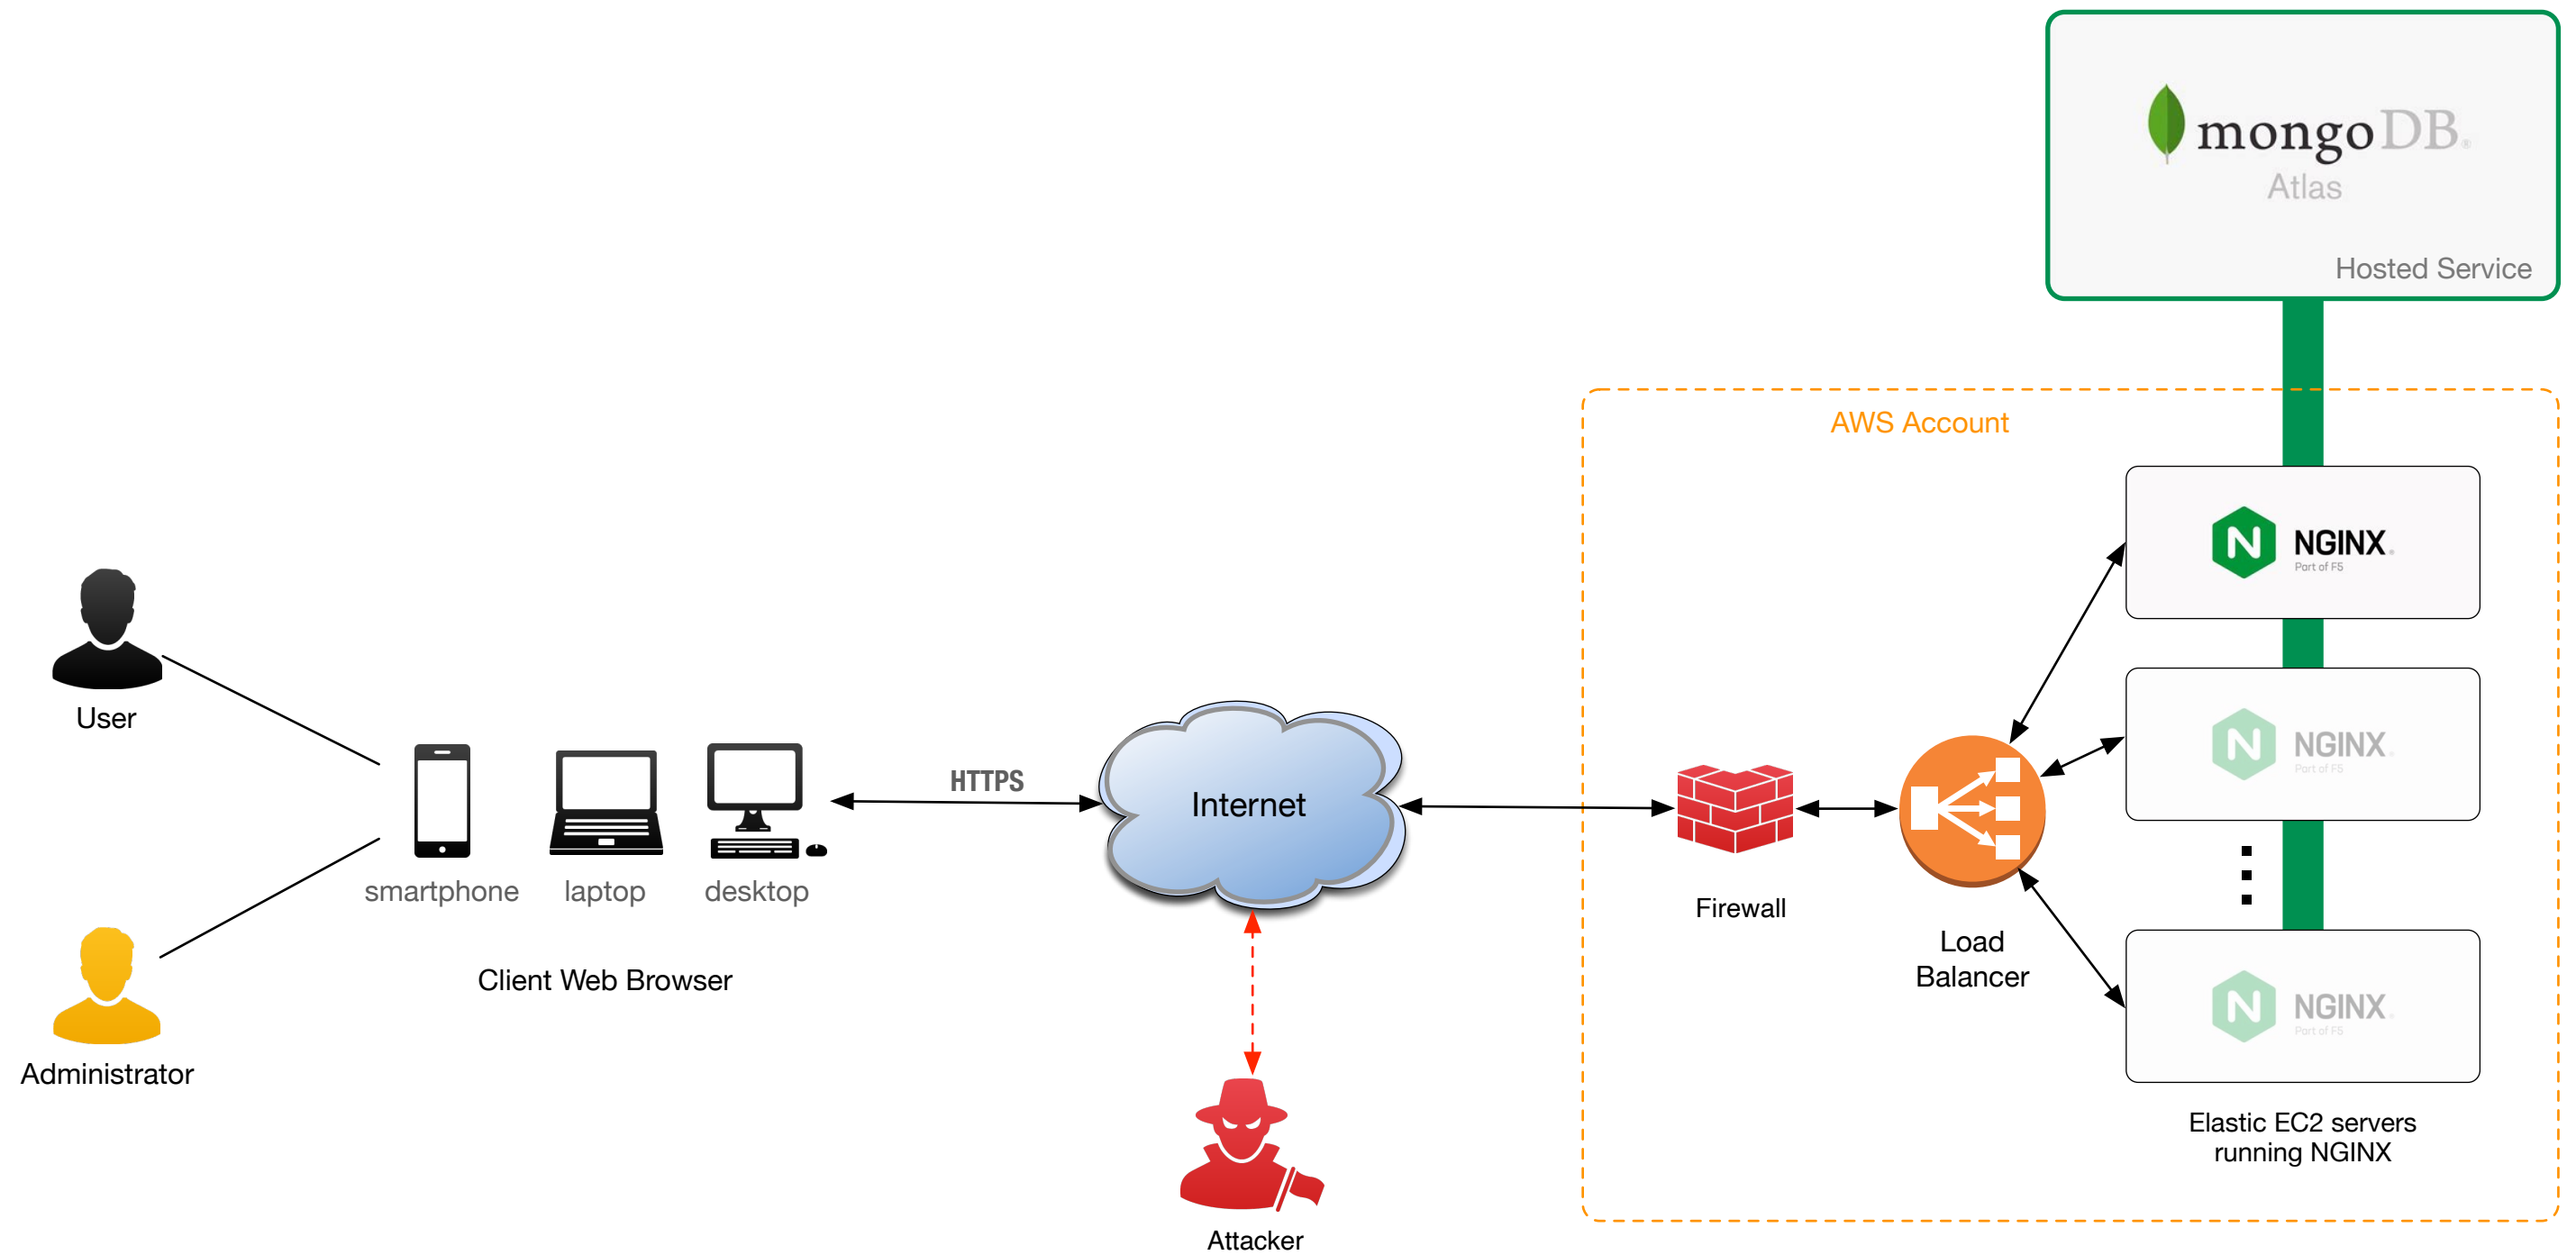 mongoDB®
Atlas
Hosted Service
AWS Account
NGINX
Part of F5
User
NGINX
Part of F5
HTTPS
Internet
smartphone
laptop
desktop
Firewall
Load
Balancer
Client Web Browser
NGINX
Part of F5
Administrator
Elastic EC2 servers
running NGINX
Attacker